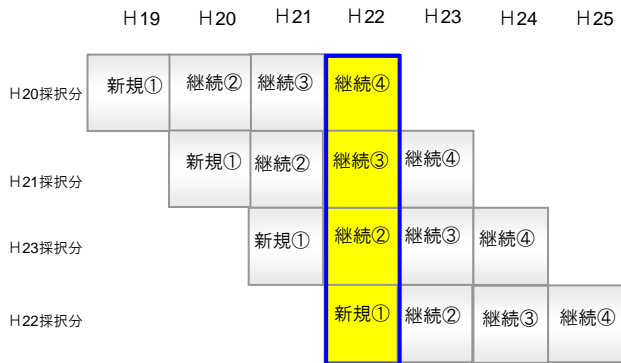 H19 H20 H21 H22 H23 H24 H25
H20採択分 新規① 継続② 継続③ 継続④
H21採択分 新規① 継続② 継続③ 継続④
H23採択分 新規① 継続② 継続③ 継続④
H22採択分 新規① 継続② 継続③ 継続④